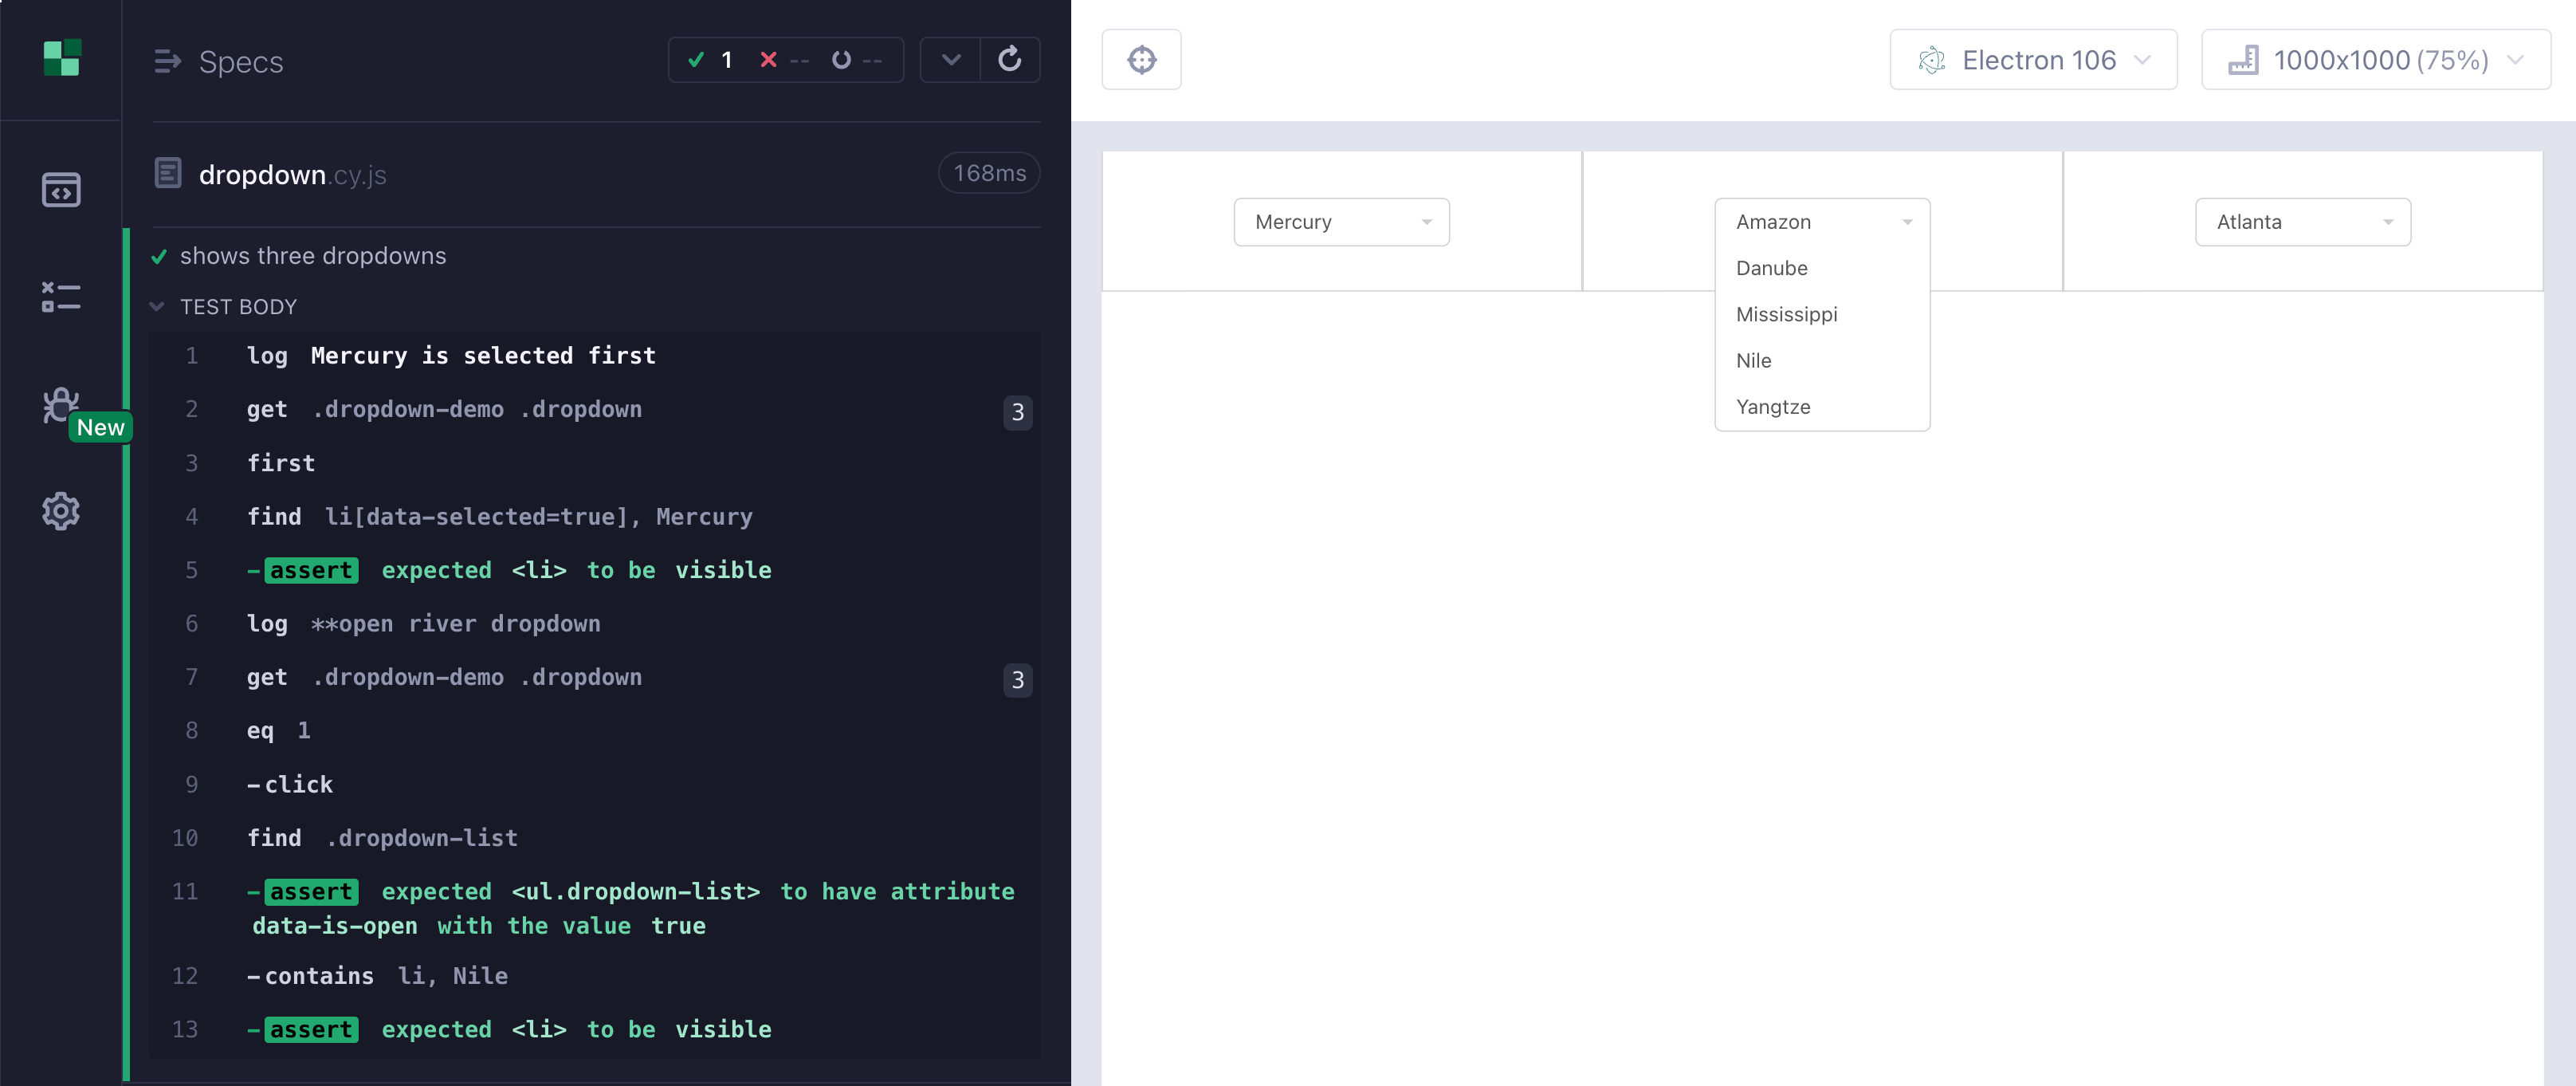 Specs
1 -- --
dropdown.cy.js
168ms
shows three dropdowns
TEST BODY
1 log Mercury is selected first
2 get .dropdown-demo .dropdown 3
3 first
4 find li[data-selected=true], Mercury
5 -assert expected <li> to be visible
6 log **open river dropdown
7 get .dropdown-demo .dropdown 3
8 eq 1
9 -click
10 find .dropdown-list
11 -assert expected <ul.dropdown-list> to have attribute
data-is-open with the value true
12 -contains li, Nile
13 -assert expected <li> to be visible
New
Electron 106
1000x1000 (75%)
Mercury
Amazon
Danube
Mississippi
Nile
Yangtze
Atlanta